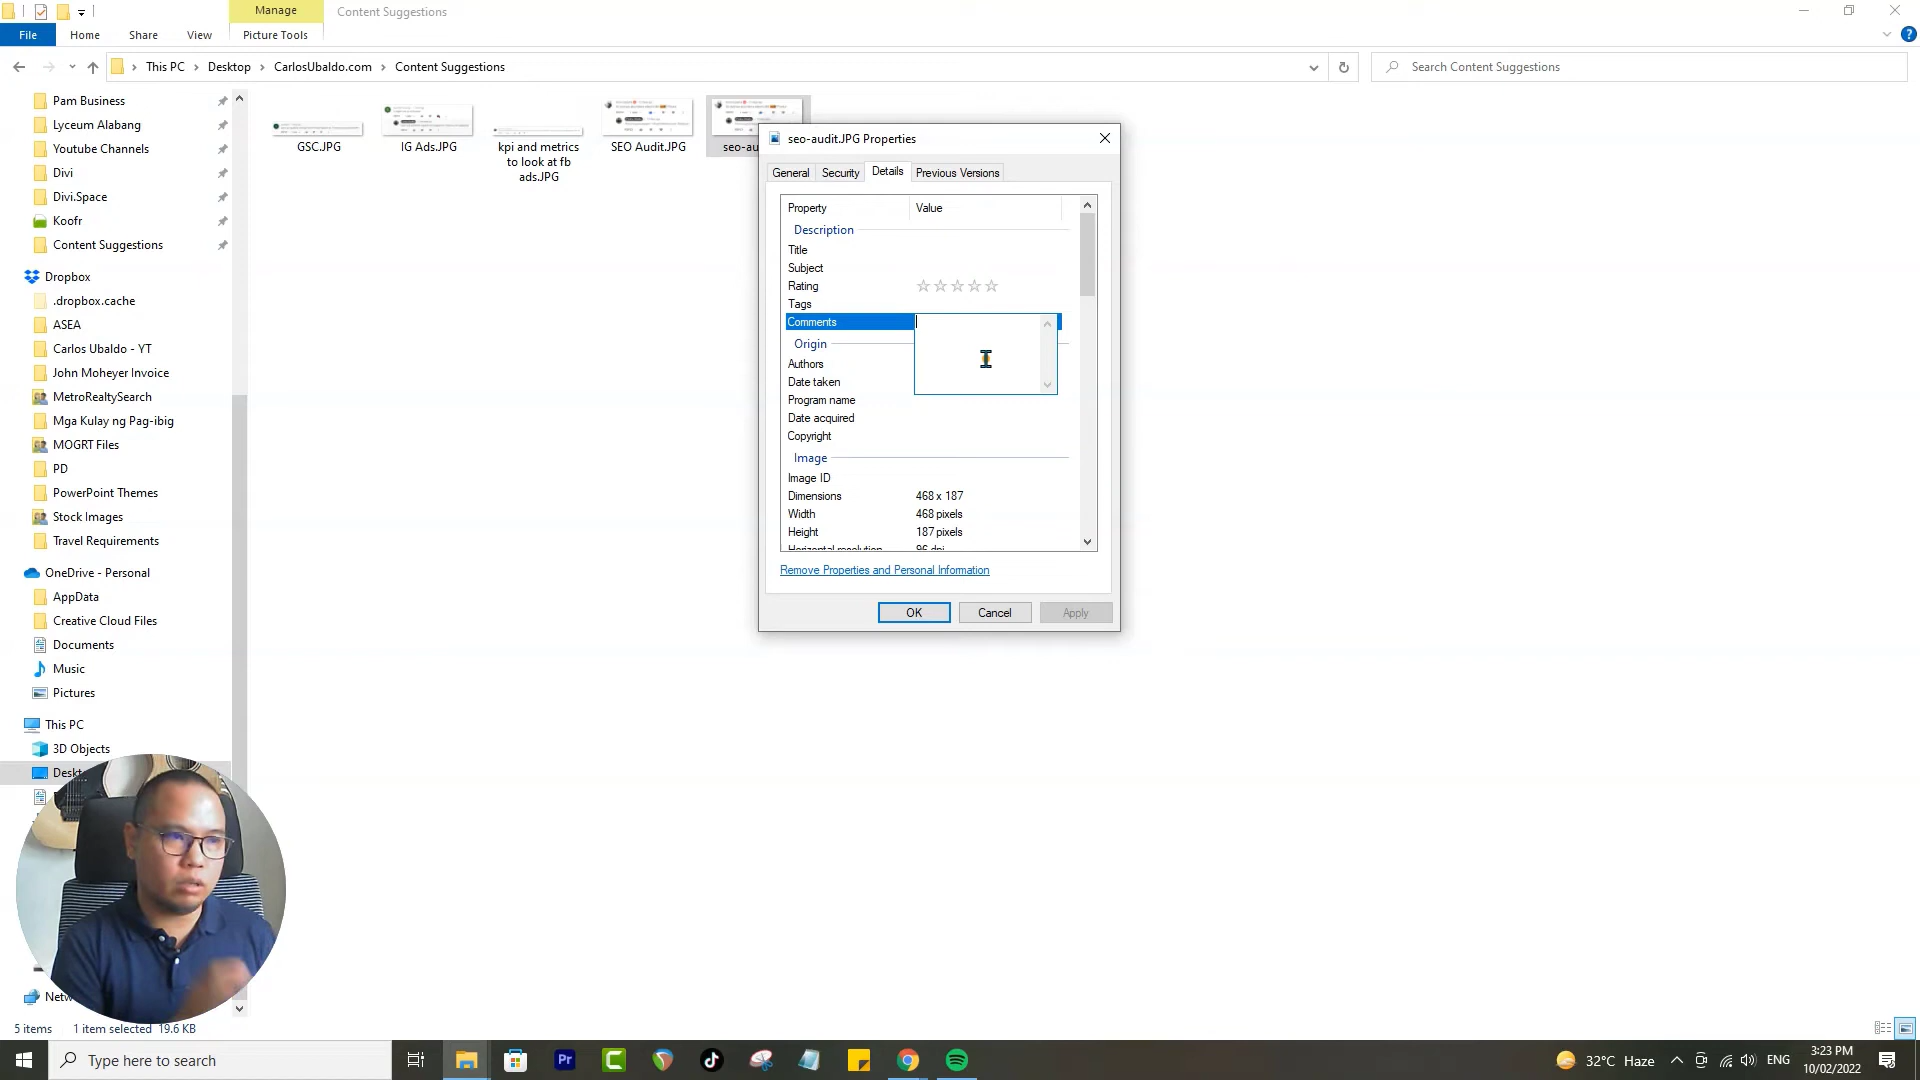 Manage
Content Suggestions
File
Home
Share
View
Picture Tools
This PC
Desktop
CarlosUbaldo.com
Content Suggestions
Search Content Suggestions
Pam Business
Lyceum Alabang
Youtube Channels
Divi
Divi.Space
Koofr
Content Suggestions
Dropbox
.dropbox.cache
ASEA
Carlos Ubaldo - YT
John Moheyer Invoice
MetroRealtySearch
Mga Kulay ng Pag-ibig
MOGRT Files
PD
PowerPoint Themes
Stock Images
Travel Requirements
OneDrive - Personal
AppData
Creative Cloud Files
Documents
Music
Pictures
This PC
3D Objects
Deskt
Netw
GSC.JPG
IG Ads.JPG
kpi and metrics
to look at fb
ads.JPG
SEO Audit.JPG
seo-au
seo-audit.JPG Properties
General
Security
Details
Previous Versions
Property
Value
Description
Title
Subject
Rating
Tags
Comments
Origin
Authors
Date taken
Program name
Date acquired
Copyright
Image
Image ID
Dimensions
468 x 187
Width
468 pixels
Height
187 pixels
Horizontal resolution
96 dpi
Remove Properties and Personal Information
OK
Cancel
Apply
5 items
1 item selected 19.6 KB
Type here to search
Pr
32°C Haze
ENG
3:23 PM
10/02/2022